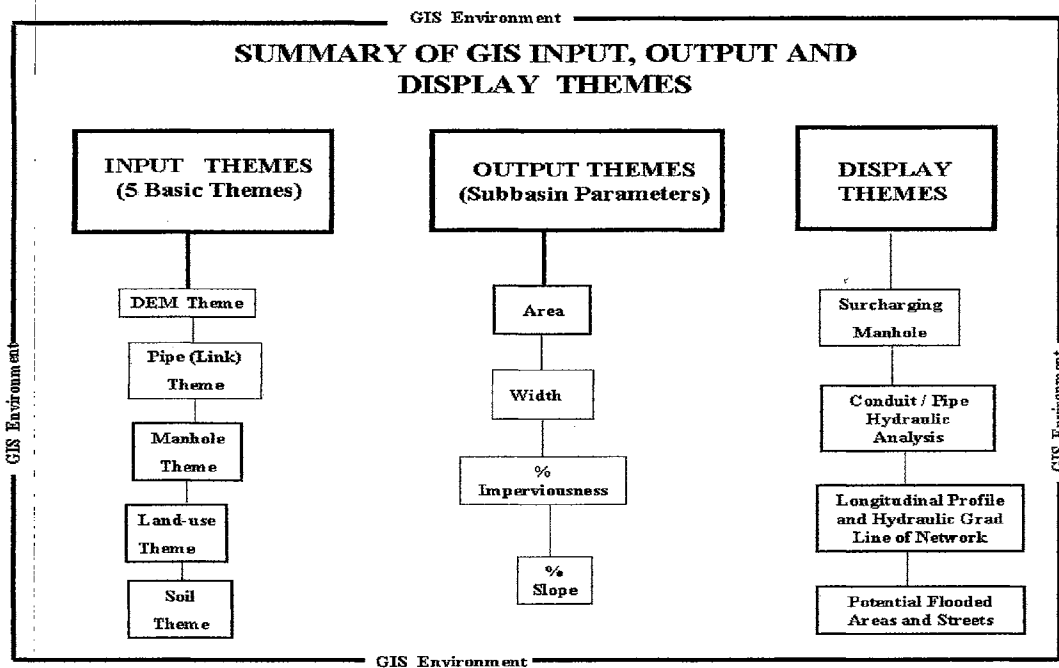 GIS Environment
SUMMARY OF GIS INPUT, OUTPUT AND
DISPLAY THEMES
INPUT THEMES
(5 Basic Themes)
DEM Theme
Pipe (Link)
Theme
Manhole
Theme
Land-use
Theme
Soil
Theme
OUTPUT THEMES
(Subbasin Parameters)
Area
Width
%
Imperviousness
%
Slope
DISPLAY
THEMES
Surcharging
Manhole
Conduit / Pipe
Hydraulic
Analysis
Longitudinal Profile
and Hydraulic Grad
Line of Network
Potential Flooded
Areas and Streets
GIS Environment
GIS Environment
GIS Environment